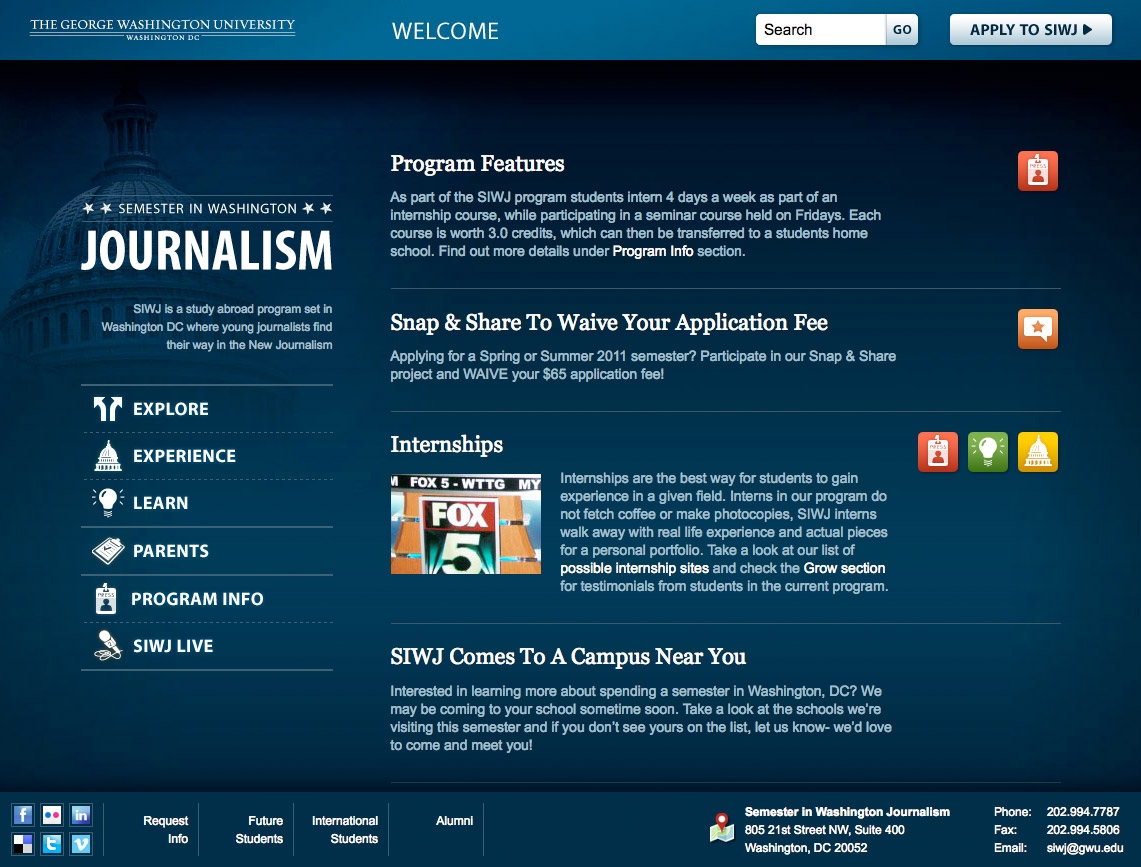 THE GEORGE WASHINGTON UNIVERSITY
WASHINGTON DC
WELCOME
Search
GO
APPLY TO SIWJ
SEMESTER IN WASHINGTON
JOURNALISM
SIWJ is a study abroad program set in
Washington DC where young journalists find
their way in the New Journalism
EXPLORE
EXPERIENCE
LEARN
PARENTS
PRESS
PROGRAM INFO
SIWJ LIVE
Program Features
PRESS
As part of the SIWJ program students intern 4 days a week as part of an
internship course, while participating in a seminar course held on Fridays. Each
course is worth 3.0 credits, which can then be transferred to a students home
school. Find out more details under Program Info section.
Snap & Share To Waive Your Application Fee
Applying for a Spring or Summer 2011 semester? Participate in our Snap & Share
project and WAIVE your $65 application fee!
Internships
PRESS
M FOX 5 - WTTG MY
FOX
5
Internships are the best way for students to gain
experience in a given field. Interns in our program do
not fetch coffee or make photocopies, SIWJ interns
walk away with real life experience and actual pieces
for a personal portfolio. Take a look at our list of
possible internship sites and check the Grow section
for testimonials from students in the current program.
SIWJ Comes To A Campus Near You
Interested in learning more about spending a semester in Washington, DC? We
may be coming to your school sometime soon. Take a look at the schools we're
visiting this semester and if you don't see yours on the list, let us know- we'd love
to come and meet you!
f
in
t
v
Request
Info
Future
Students
International
Students
Alumni
Semester in Washington Journalism
805 21st Street NW, Suite 400
Washington, DC 20052
Phone: 202.994.7787
Fax: 202.994.5806
Email: siwj@gwu.edu